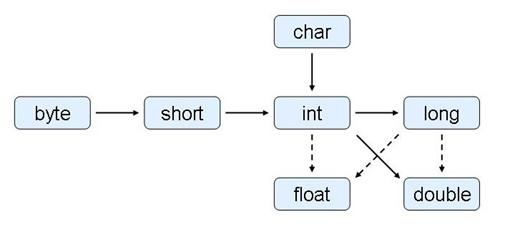 char
byte
short
int
long
float
double